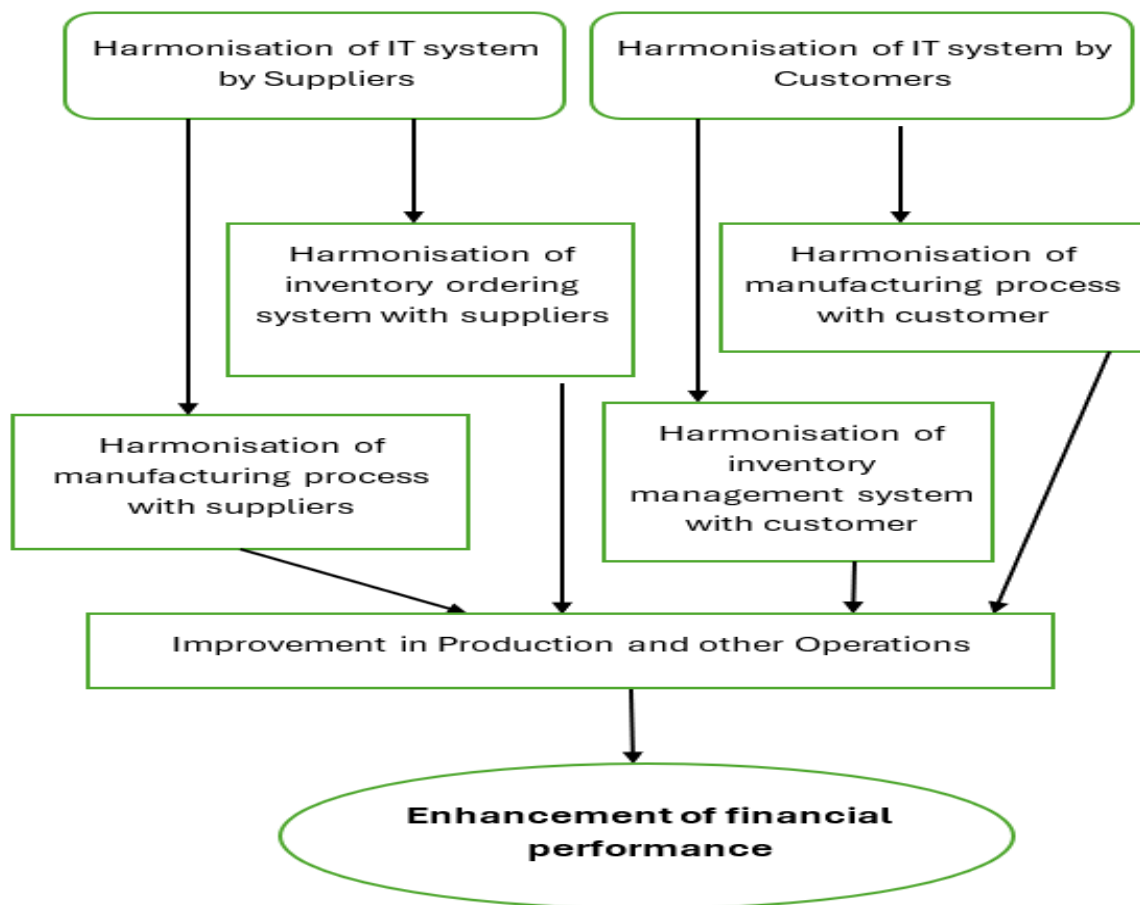 Harmonisation of IT system
by Suppliers
Harmonisation of IT system by
Customers
Harmonisation of
inventory ordering
system with suppliers
Harmonisation of
manufacturing process
with customer
Harmonisation of
manufacturing process
with suppliers
Harmonisation of
inventory
management system
with customer
Improvement in Production and other Operations
Enhancement of financial
performance